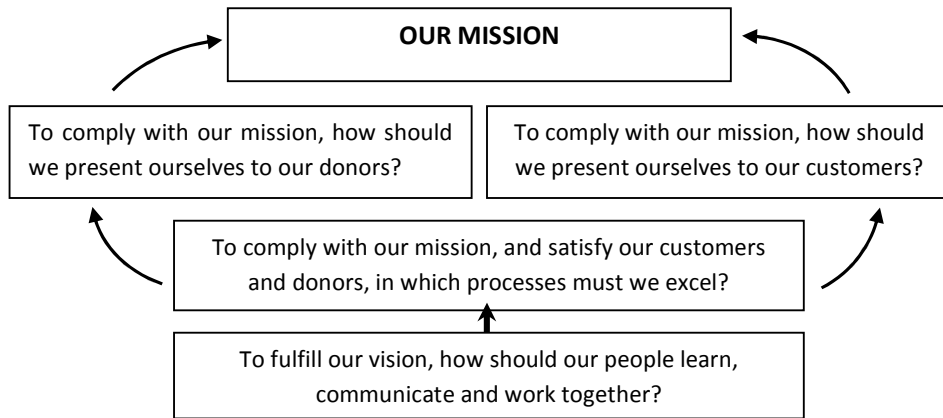 OUR MISSION
To comply with our mission, how should
we present ourselves to our donors?
To comply with our mission, how should
we present ourselves to our customers?
To comply with our mission, and satisfy our customers
and donors, in which processes must we excel?
To fulfill our vision, how should our people learn,
communicate and work together?